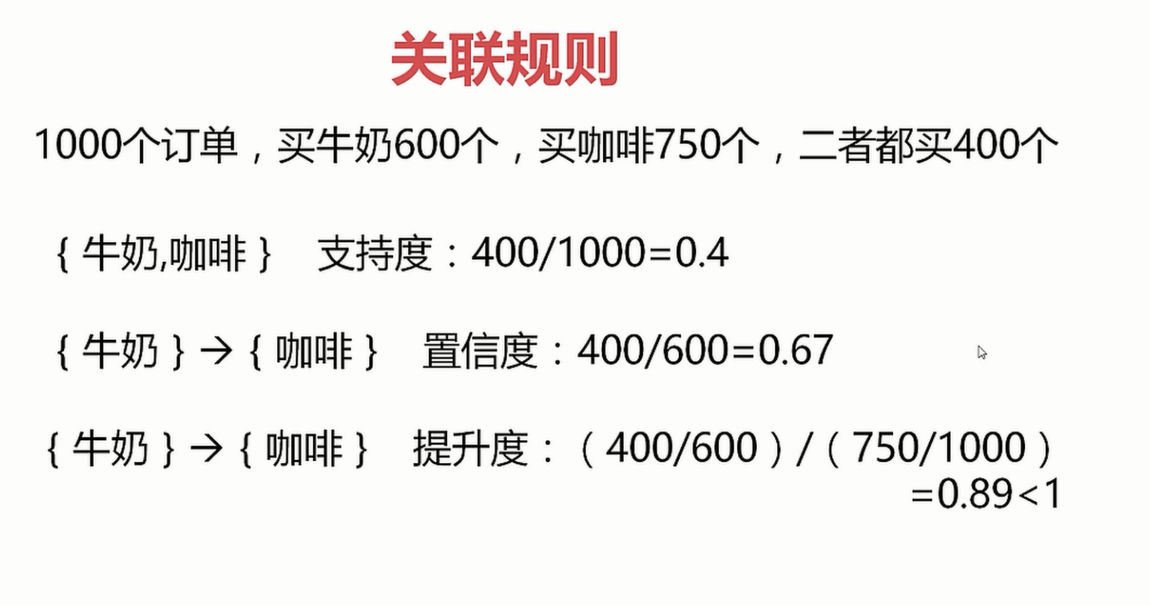 关联规则
1000个订单，买牛奶600个，买咖啡750个，二者都买400个
{ 牛奶,咖啡 } 支持度：400/1000=0.4
{ 牛奶 } → { 咖啡 } 置信度：400/600=0.67
{ 牛奶 } → { 咖啡 } 提升度：（400/600）/（750/1000）
=0.89<1